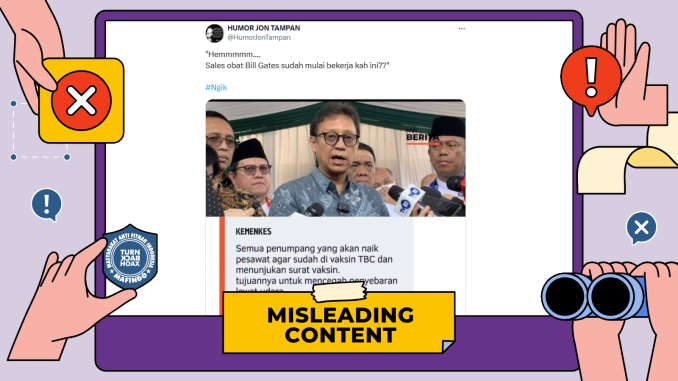 HUMOR JON TAMPAN
@HumorJonTampan
"Hemmmmm....
Sales obat Bill Gates sudah mulai bekerja kah ini??"
#Ngik
BERITA
KEMENKES
Semua penumpang yang akan naik
pesawat agar sudah di vaksin TBC dan
menunjukan surat vaksin.
tujuannya untuk mencegah penyebaran
lewat udara
MASYARAKAT ANTI FITNAH INDONESIA
TURN
BACK
HOAX
MAFINDO
MISLEADING
CONTENT